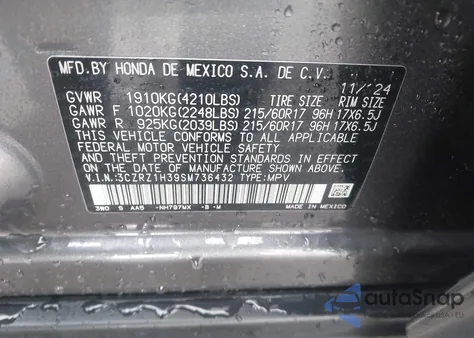 MFD.BY HONDA DE MEXICO S.A. DE C.V. 11/'24
GVWR 1910KG(4210LBS) TIRE SIZE RIM SIZE
GAWR F 1020KG(2248LBS) 215/60R17 96H 17X6.5J
GAWR R 925KG(2039LBS) 215/60R17 96H 17X6.5J
THIS VEHICLE CONFORMS TO ALL APPLICABLE
FEDERAL MOTOR VEHICLE SAFETY
AND THEFT PREVENTION STANDARDS IN EFFECT
ON THE DATE OF MANUFACTURE SHOWN ABOVE.
V.I.N.:3CZRZ1H39SM736432 TYPE:MPV
3W0 S AA5 -NH797MX -B -M MADE IN MEXICO
autoSnap